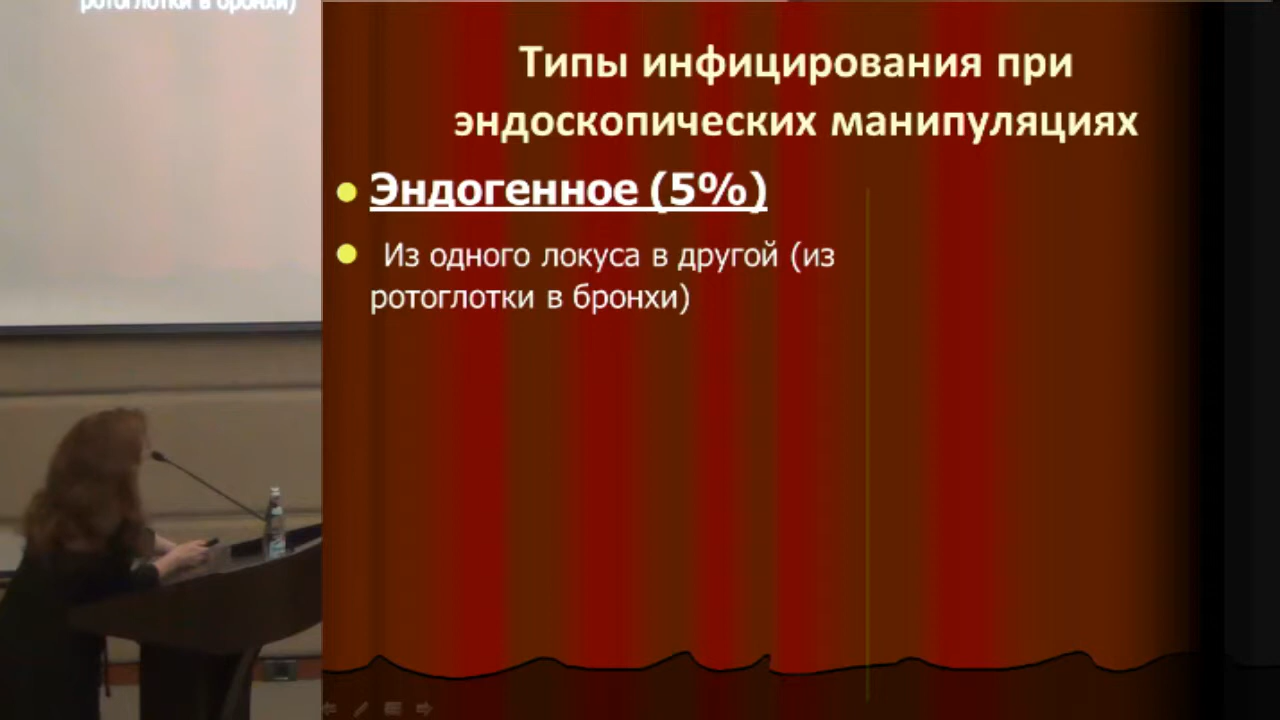 ротоглотки в бронхи)
Типы инфицирования при
эндоскопических манипуляциях
Эндогенное (5%)
Из одного локуса в другой (из
ротоглотки в бронхи)